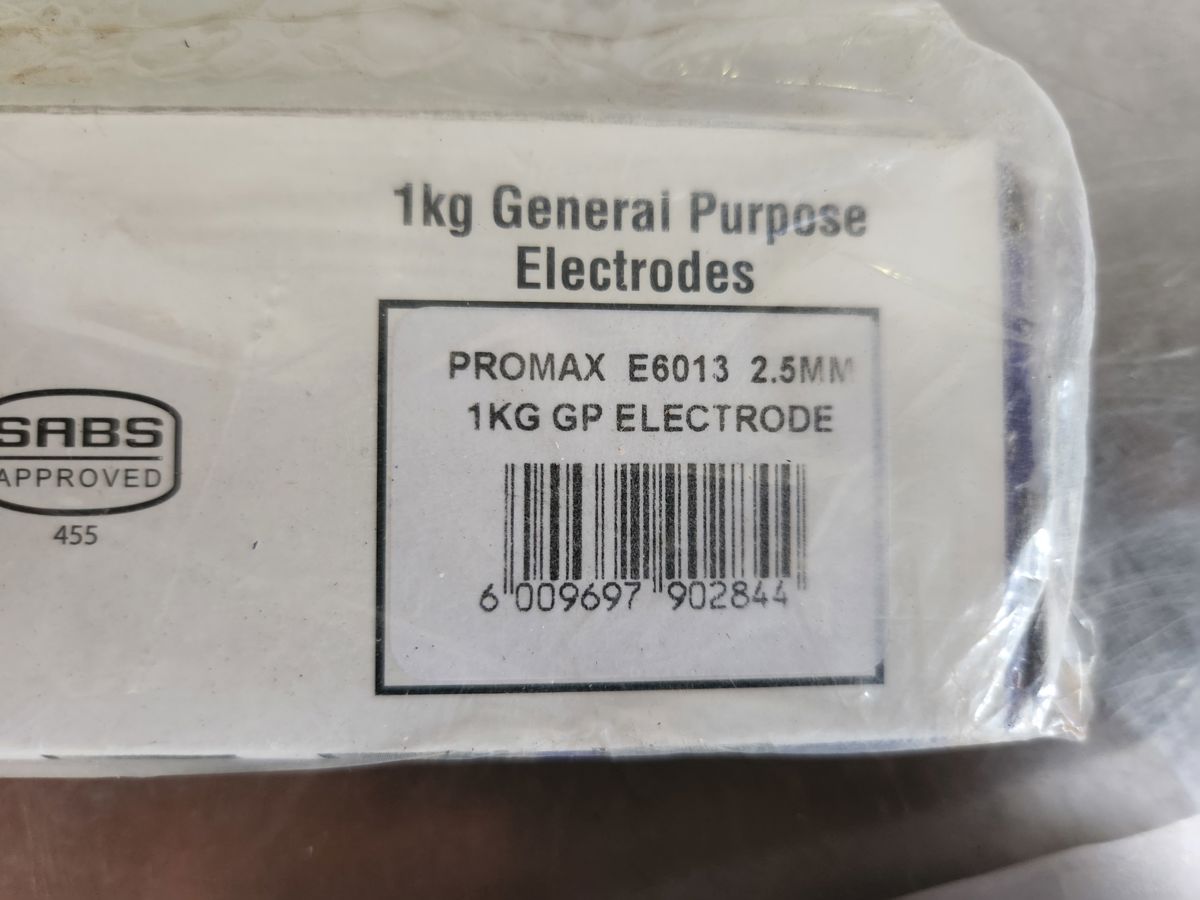 1kg General Purpose
Electrodes
PROMAX E6013 2.5MM
1KG GP ELECTRODE
6 009697 902844
SABS
APPROVED
455